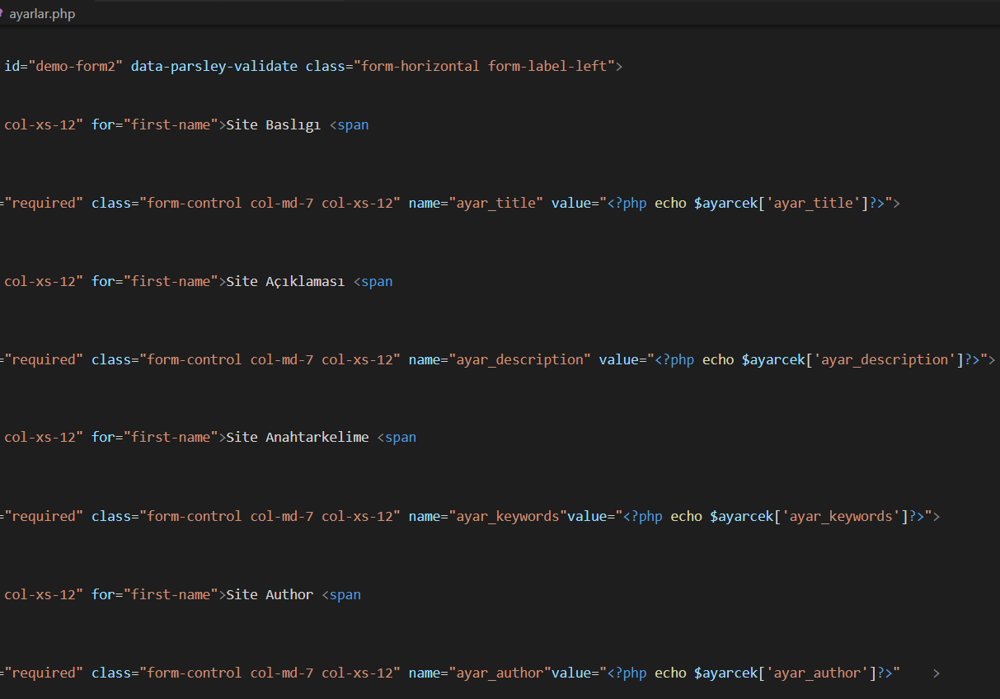 ayarlar.php
id="demo-form2" data-parsley-validate class="form-horizontal form-label-left">
col-xs-12" for="first-name">Site Baslıgı <span
="required" class="form-control col-md-7 col-xs-12" name="ayar_title" value="<?php echo $ayarcek['ayar_title']?>">
col-xs-12" for="first-name">Site Açıklaması <span
="required" class="form-control col-md-7 col-xs-12" name="ayar_description" value="<?php echo $ayarcek['ayar_description']?>">
col-xs-12" for="first-name">Site Anahtarkelime <span
="required" class="form-control col-md-7 col-xs-12" name="ayar_keywords"value="<?php echo $ayarcek['ayar_keywords']?>">
col-xs-12" for="first-name">Site Author <span
="required" class="form-control col-md-7 col-xs-12" name="ayar_author"value="<?php echo $ayarcek['ayar_author']?>"    >